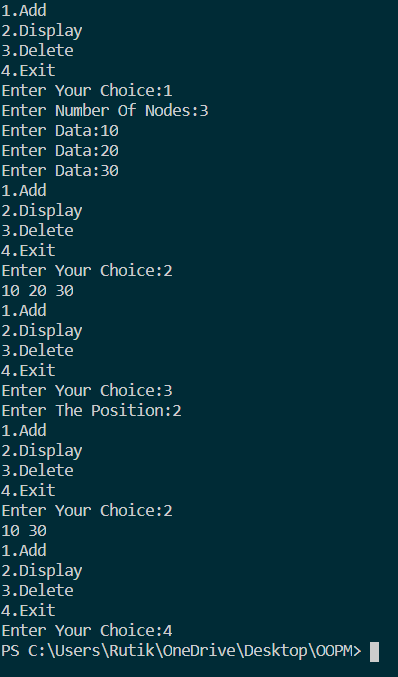 1.Add
2.Display
3.Delete
4.Exit
Enter Your Choice:1
Enter Number Of Nodes:3
Enter Data:10
Enter Data:20
Enter Data:30
1.Add
2.Display
3.Delete
4.Exit
Enter Your Choice:2
10 20 30
1.Add
2.Display
3.Delete
4.Exit
Enter Your Choice:3
Enter The Position:2
1.Add
2.Display
3.Delete
4.Exit
Enter Your Choice:2
10 30
1.Add
2.Display
3.Delete
4.Exit
Enter Your Choice:4
PS C:\Users\Rutik\OneDrive\Desktop\OOPM>